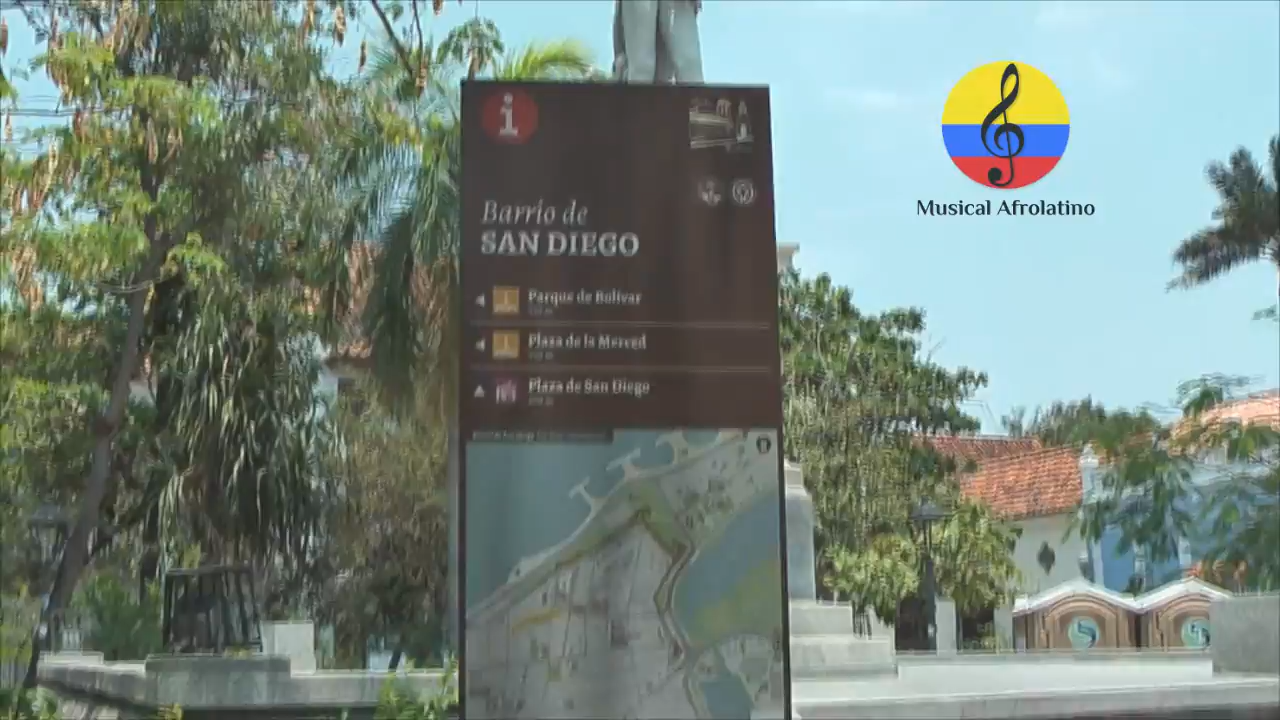 i
Barrio de
SAN DIEGO
Parque de Bolívar
Plaza de la Merced
Plaza de San Diego
Musical Afrolatino